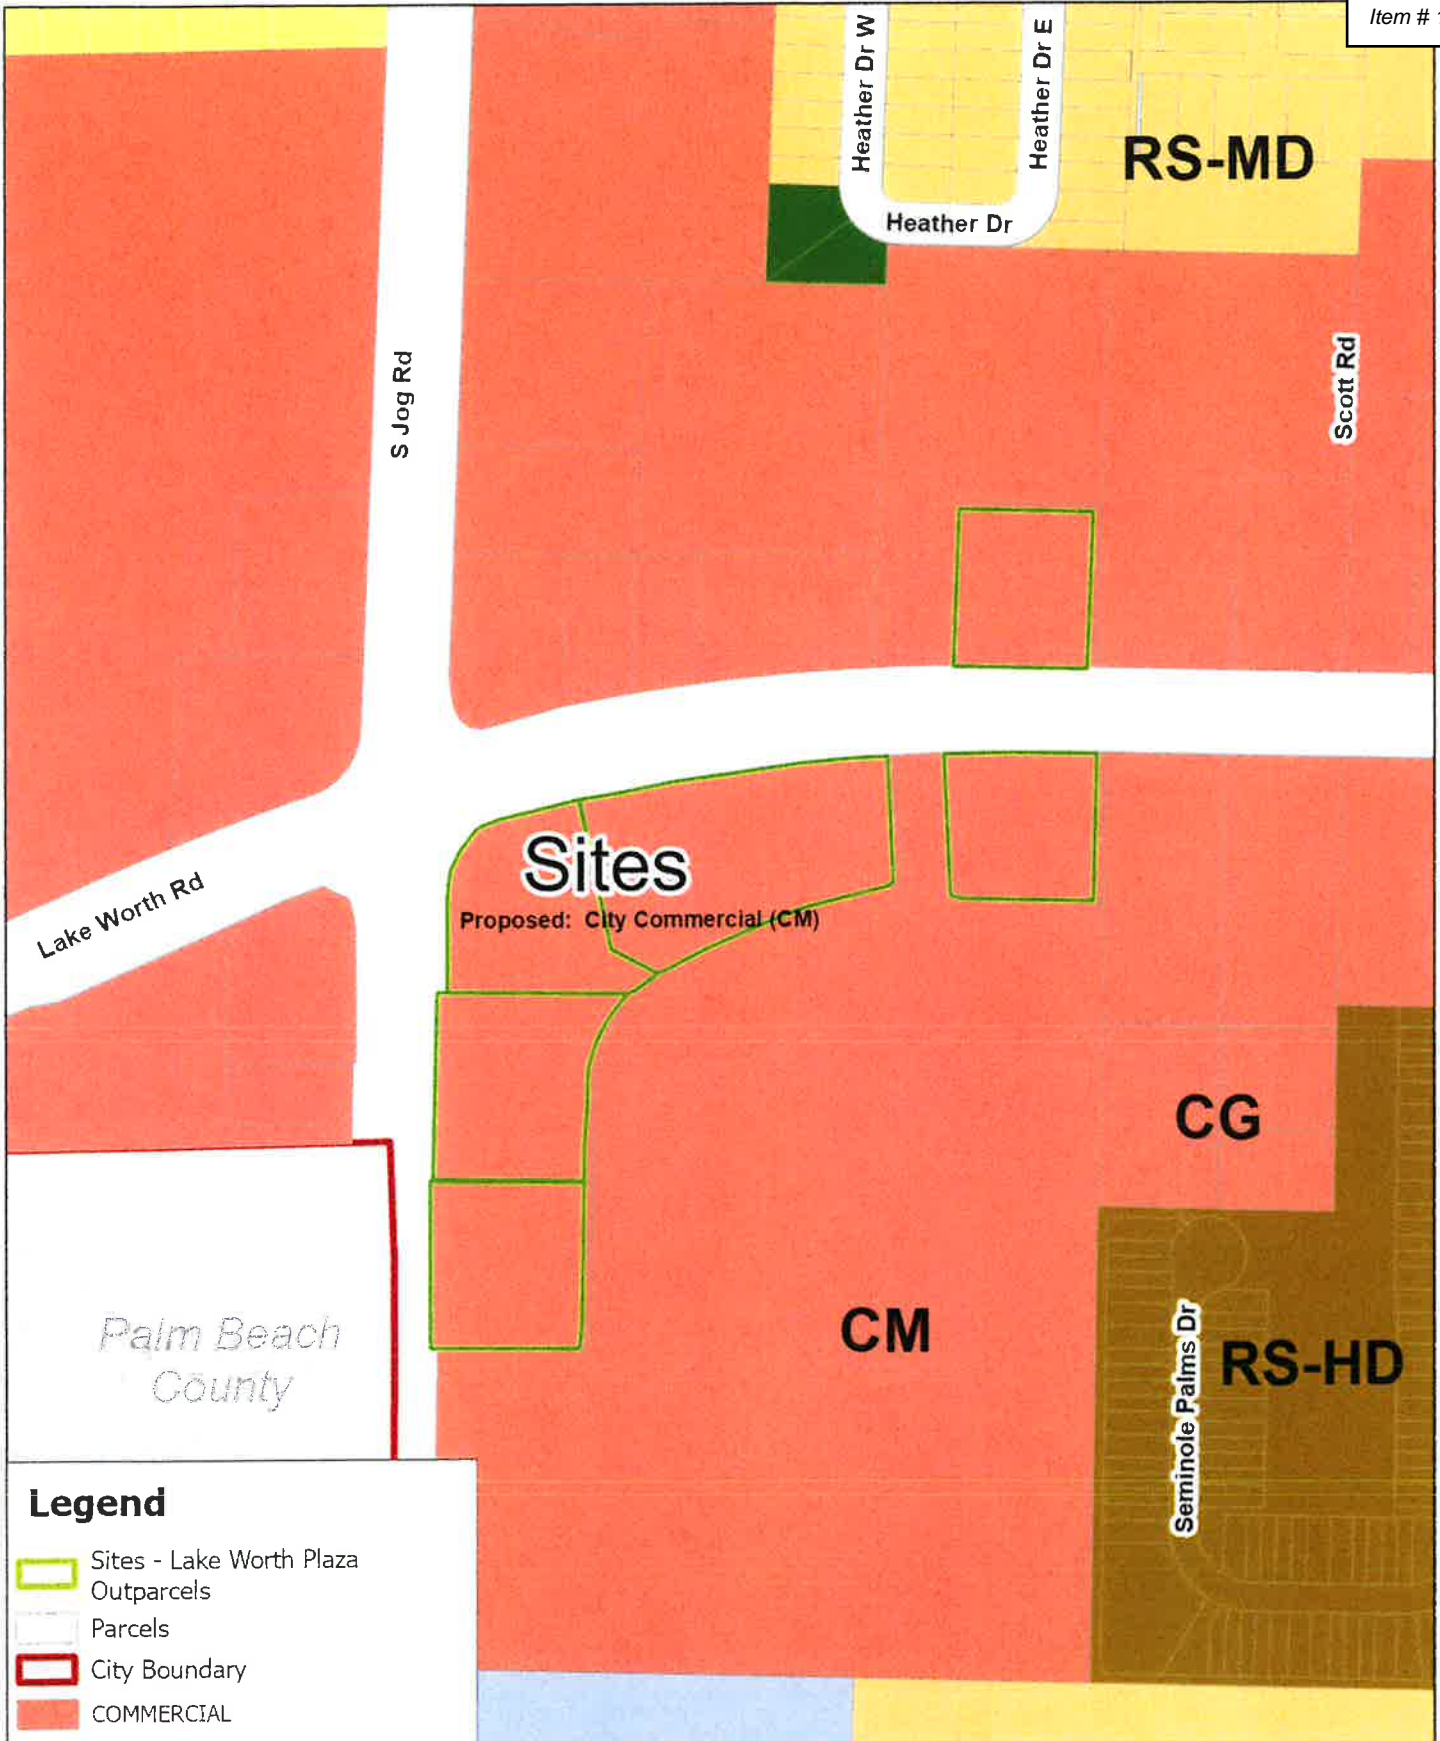 Item #
Heather Dr W
Heather Dr E
RS-MD
Heather Dr
S Jog Rd
Scott Rd
Sites
Proposed: City Commercial (CM)
Lake Worth Rd
CG
CM
Palm Beach
County
Seminole Palms Dr
RS-HD
Legend
Sites - Lake Worth Plaza
Outparcels
Parcels
City Boundary
COMMERCIAL